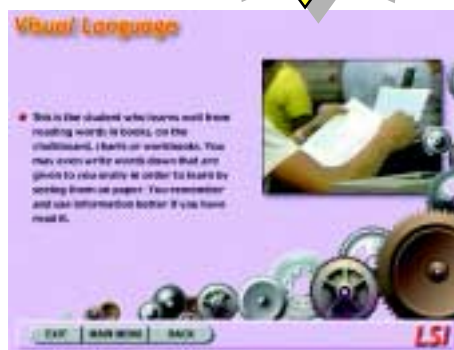 Visual Language
This is the student who learns well from
reading words in books, on the
chalkboard, charts or workbooks. You
may even write words down that are
given to you orally in order to learn by
seeing them on paper. You remember
and use information better if you have
read it.
EXIT MAIN MENU BACK
LSI